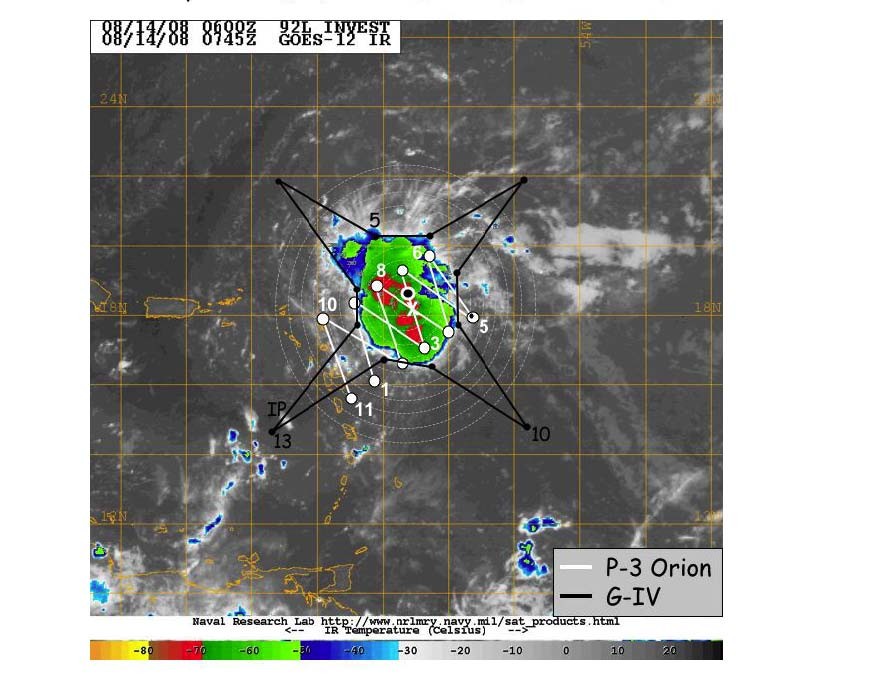 08/14/08 0600Z 92L INVEST
08/14/08 0745Z GOES-12 IR
54W
24N
24N
5
6
8
10
X
18N
5
3
1
11
IP
13
10
12N
12N
P-3 Orion
G-IV
Naval Research Lab http://www.nrlmry.navy.mil/sat_products.html
<-- IR Temperature (Celsius) -->
-80 -70 -60 -50 -40 -30 -20 -10 0 10 20